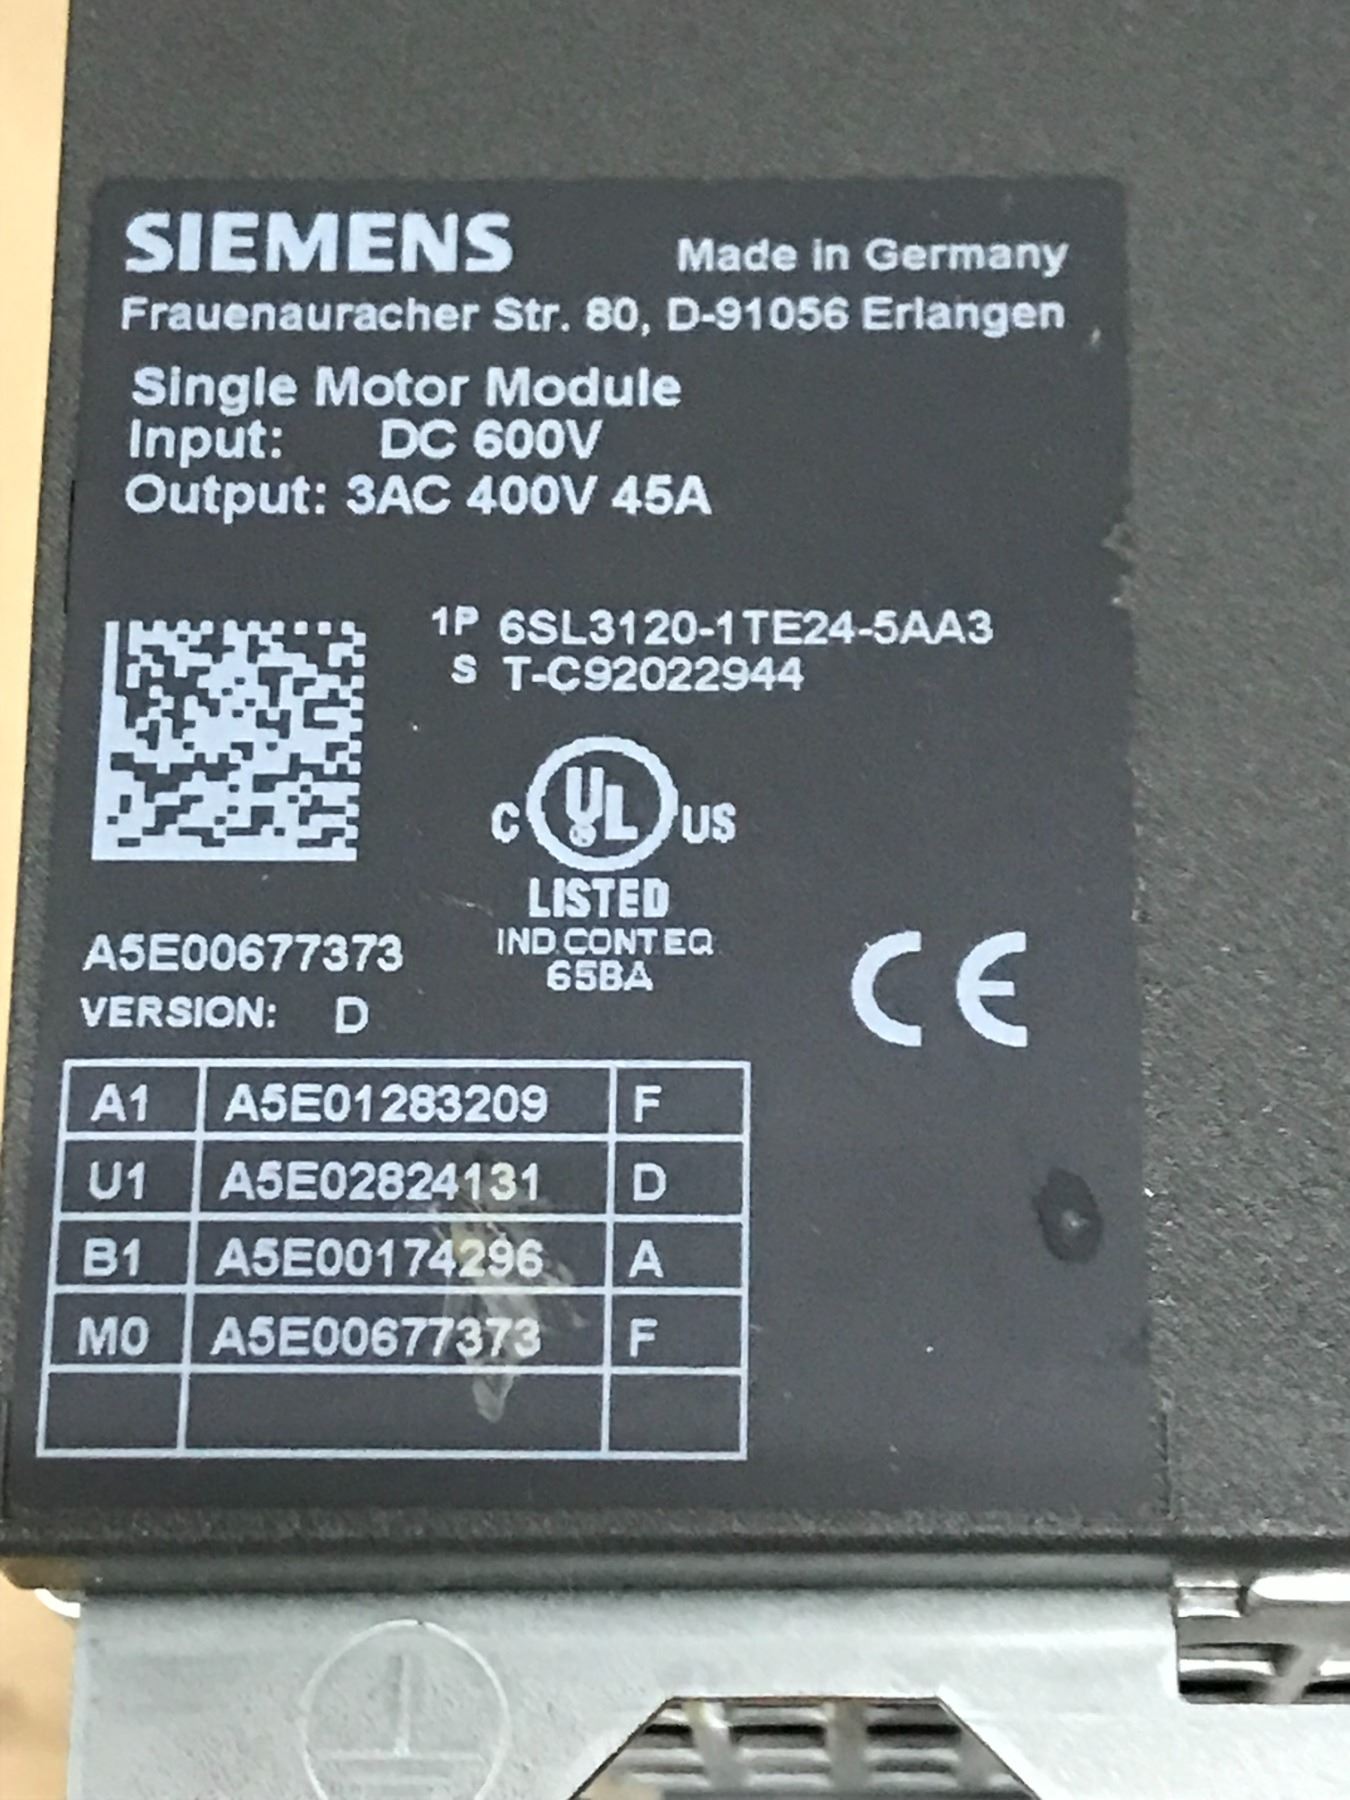 SIEMENS Made in Germany
Frauenauracher Str. 80, D-91056 Erlangen
Single Motor Module
Input: DC 600V
Output: 3AC 400V 45A
1P 6SL3120-1TE24-5AA3
S T-C92022944
C UL US
LISTED
IND.CONT.EQ
65BA
A5E00677373
VERSION: D
CE
A1 A5E01283209 F
U1 A5E02824131 D
B1 A5E00174296 A
M0 A5E00677373 F